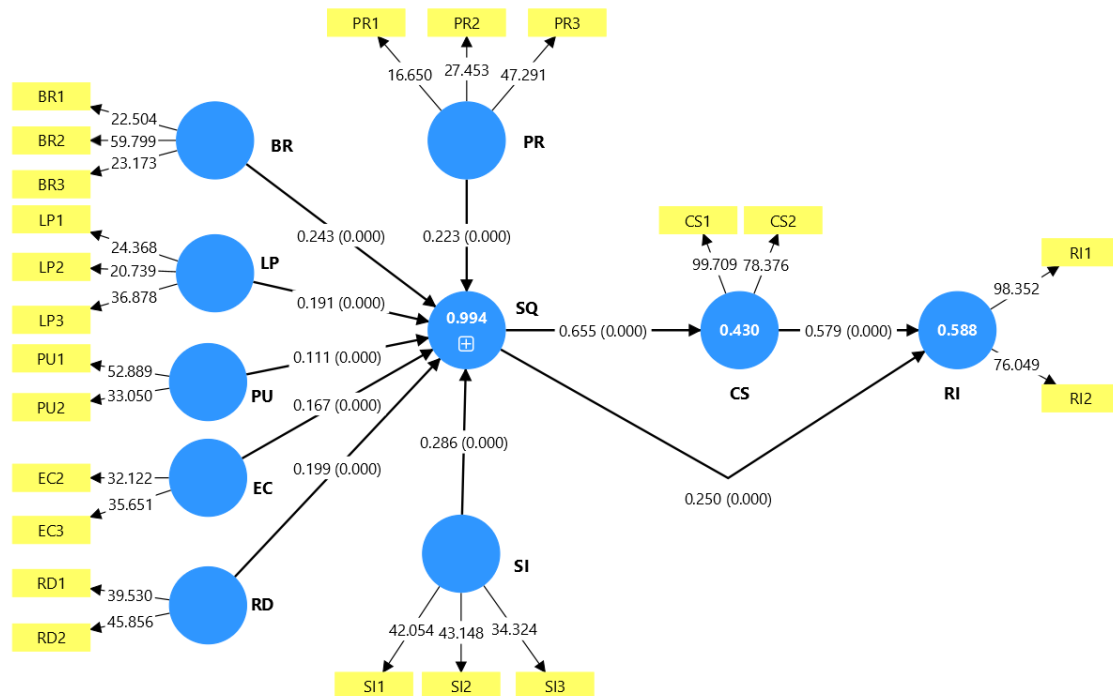 PR1
PR2
PR3
16.650
27.453
47.291
BR1
BR2
BR3
22.504
59.799
23.173
BR
PR
LP1
LP2
LP3
24.368
20.739
36.878
LP
0.243 (0.000)
0.223 (0.000)
0.191 (0.000)
CS1
CS2
99.709
78.376
RI1
98.352
SQ
0.994
0.655 (0.000)
0.430
CS
0.579 (0.000)
0.588
RI
76.049
RI2
PU1
PU2
52.889
33.050
PU
0.111 (0.000)
0.167 (0.000)
0.199 (0.000)
0.286 (0.000)
0.250 (0.000)
EC2
EC3
32.122
35.651
EC
RD1
RD2
39.530
45.856
RD
SI
42.054
43.148
34.324
SI1
SI2
SI3